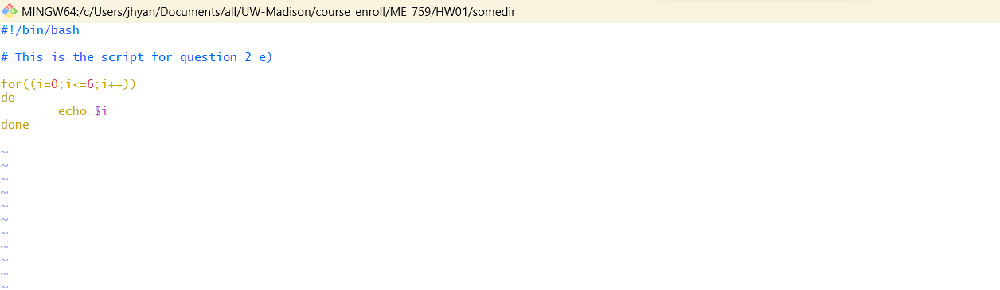 MINGW64:/c/Users/jhyan/Documents/all/UW-Madison/course_enroll/ME_759/HW01/somedir
#!/bin/bash
# This is the script for question 2 e)
for((i=0;i<=6;i++))
do
        echo $i
done
~
~
~
~
~
~
~
~
~
~
~